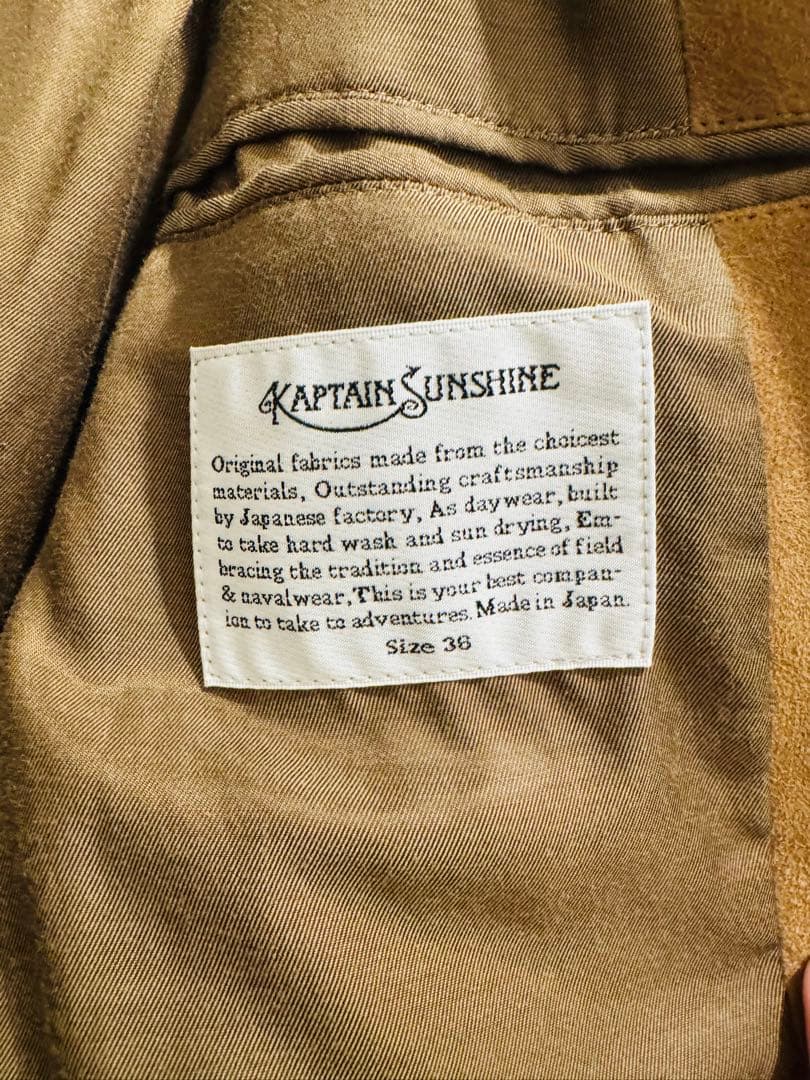 KAPTAIN SUNSHINE
Original fabrics made from the choicest
materials, Outstanding craftsmanship
by Japanese factory, As daywear, built
to take hard wash and sun drying, Em-
bracing the tradition and essence of field
& navalwear, This is your best compan-
ion to take to adventures. Made in Japan.
Size 36